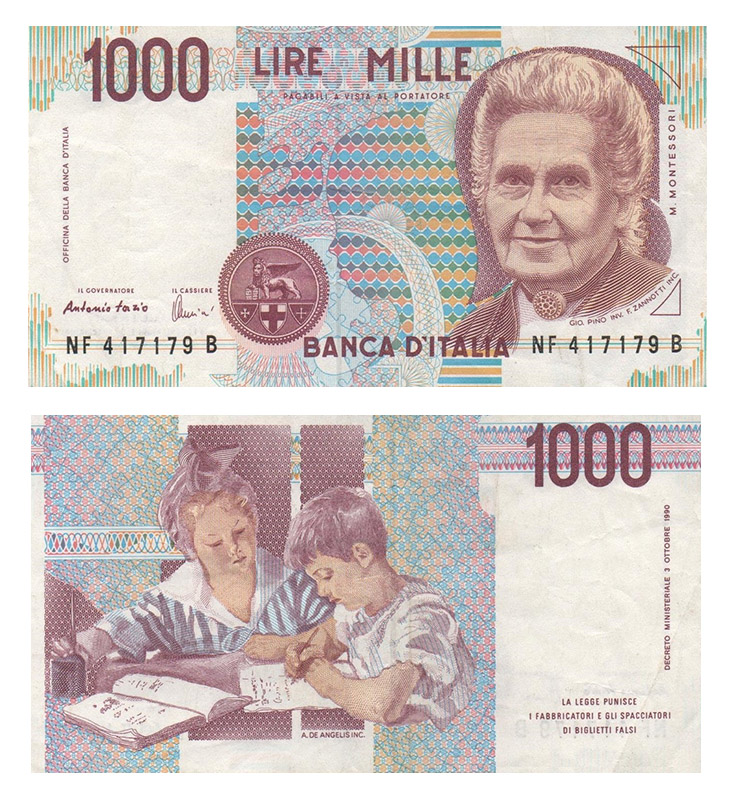 1000
LIRE MILLE
PAGABILI A VISTA AL PORTATORE
OFFICINA DELLA BANCA D'ITALIA
M. MONTESSORI
IL GOVERNATORE
IL CASSIERE
Antonio Fazio
GIO. PINO INV. F. ZANNOTTI INC.
NF 417179 B
BANCA D'ITALIA
NF 417179 B
1000
DECRETO MINISTERIALE 3 OTTOBRE 1990
LA LEGGE PUNISCE
I FABBRICATORI E GLI SPACCIATORI
DI BIGLIETTI FALSI
A. DE ANGELIS INC.